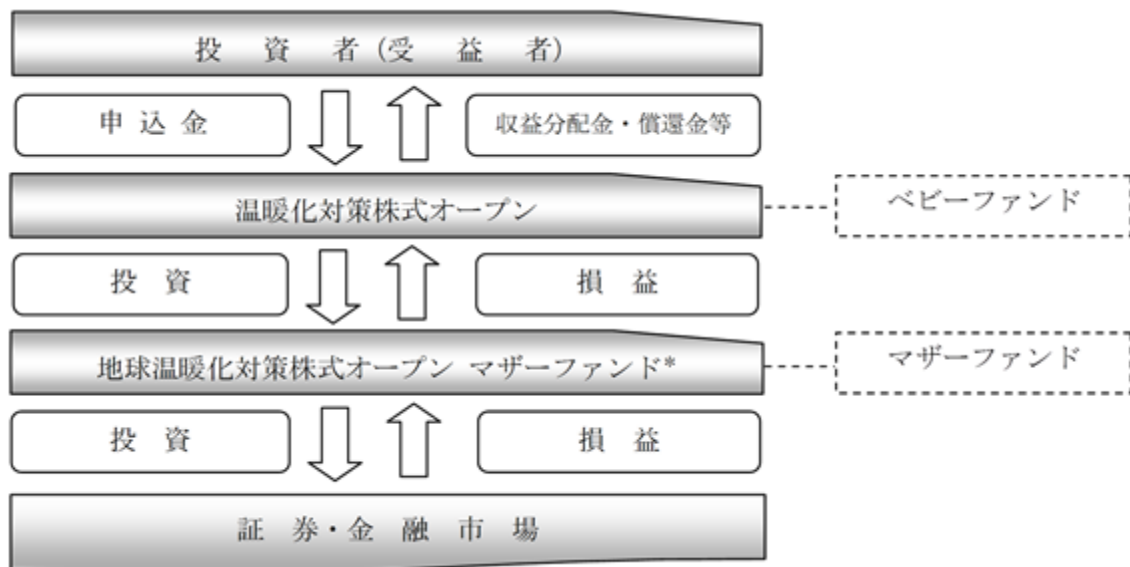 投資者(受益者)
申込金
収益分配金・償還金等
温暖化対策株式オープン
ベビーファンド
投資
損益
地球温暖化対策株式オープン マザーファンド*
マザーファンド
投資
損益
証券・金融市場